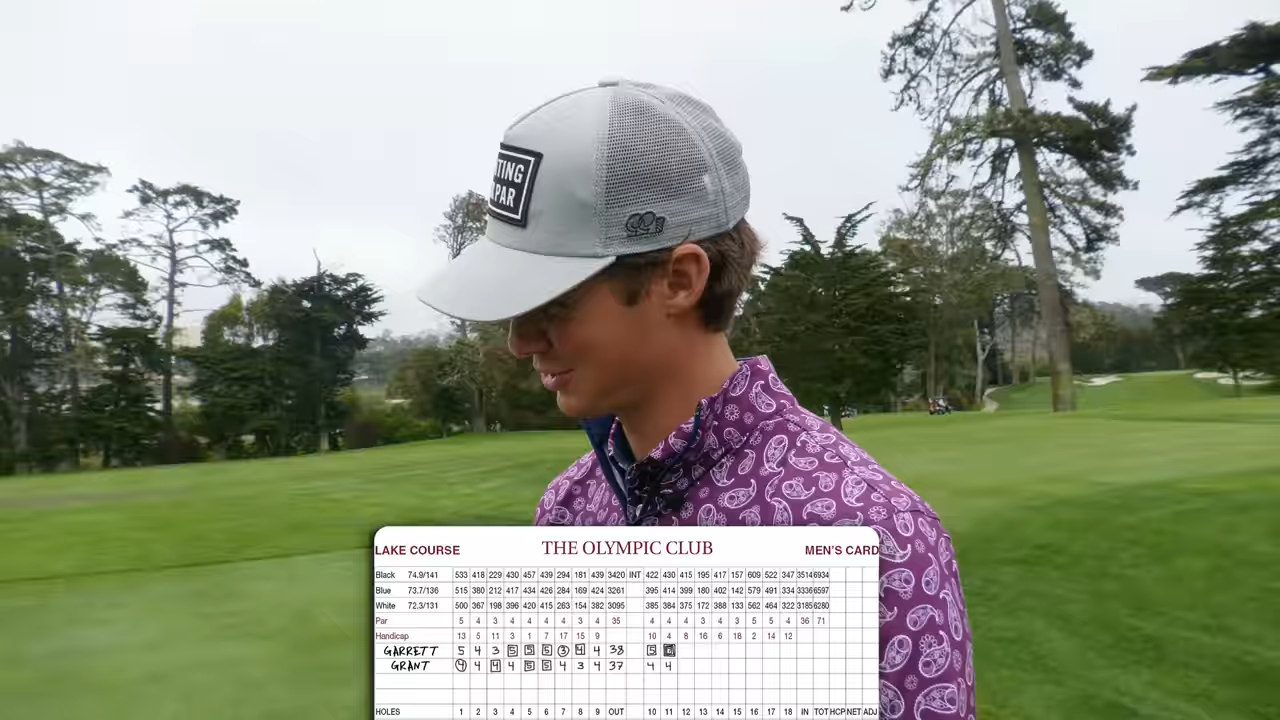 TING
PAR
LAKE COURSE THE OLYMPIC CLUB MEN'S CARD
Black 74.9/141 533 418 229 430 457 439 294 181 439 3420 INT 422 430 415 195 417 157 609 522 347 3514 6934
Blue 73.7/136 515 380 212 417 434 426 284 169 424 3261 395 414 399 180 402 142 579 491 334 3336 6597
White 72.3/131 500 367 198 396 420 415 263 154 382 3095 385 384 375 172 388 133 562 464 322 3185 6280
Par 5 4 3 4 4 4 4 3 4 35 4 4 4 3 4 3 5 5 4 36 71
Handicap 13 5 11 3 1 7 17 15 9 10 4 8 16 6 18 2 14 12
GARRETT 5 4 3 5 5 5 3 4 4 38 5
GRANT 4 4 4 4 5 5 4 3 4 37 4 4
HOLES 1 2 3 4 5 6 7 8 9 OUT 10 11 12 13 14 15 16 17 18 IN TOT HCP NET ADJ